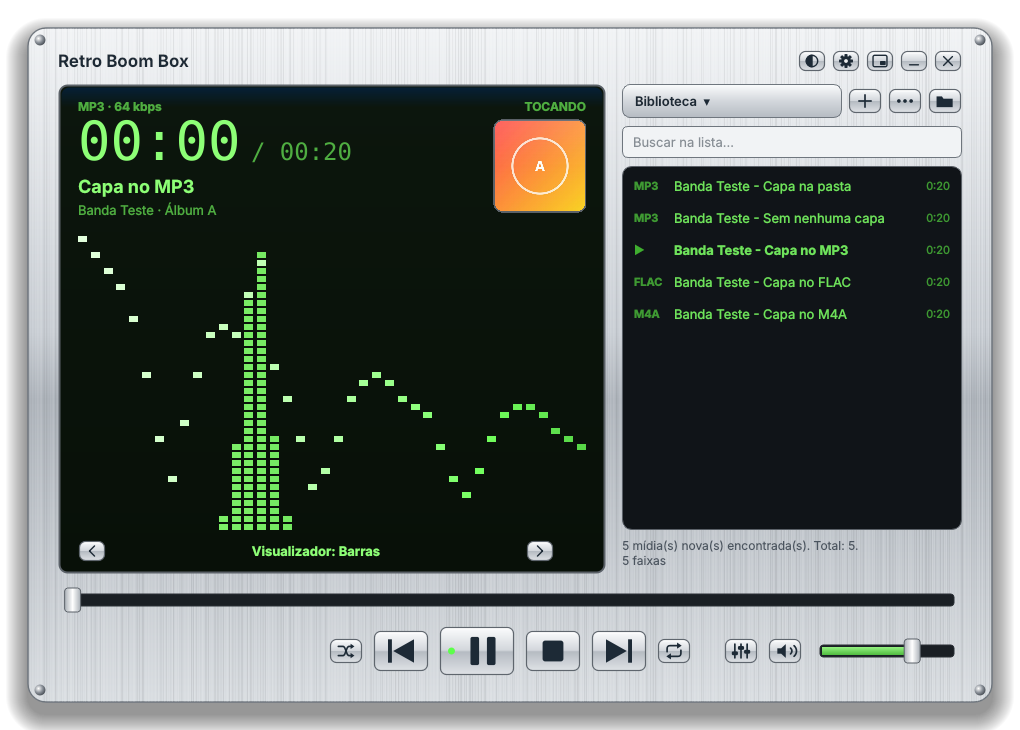 Retro Boom Box
MP3 · 64 kbps
TOCANDO
00:00 / 00:20
A
Capa no MP3
Banda Teste · Álbum A
Visualizador: Barras
Biblioteca ▾
Buscar na lista...
MP3 Banda Teste - Capa na pasta 0:20
MP3 Banda Teste - Sem nenhuma capa 0:20
Banda Teste - Capa no MP3 0:20
FLAC Banda Teste - Capa no FLAC 0:20
M4A Banda Teste - Capa no M4A 0:20
5 mídia(s) nova(s) encontrada(s). Total: 5.
5 faixas